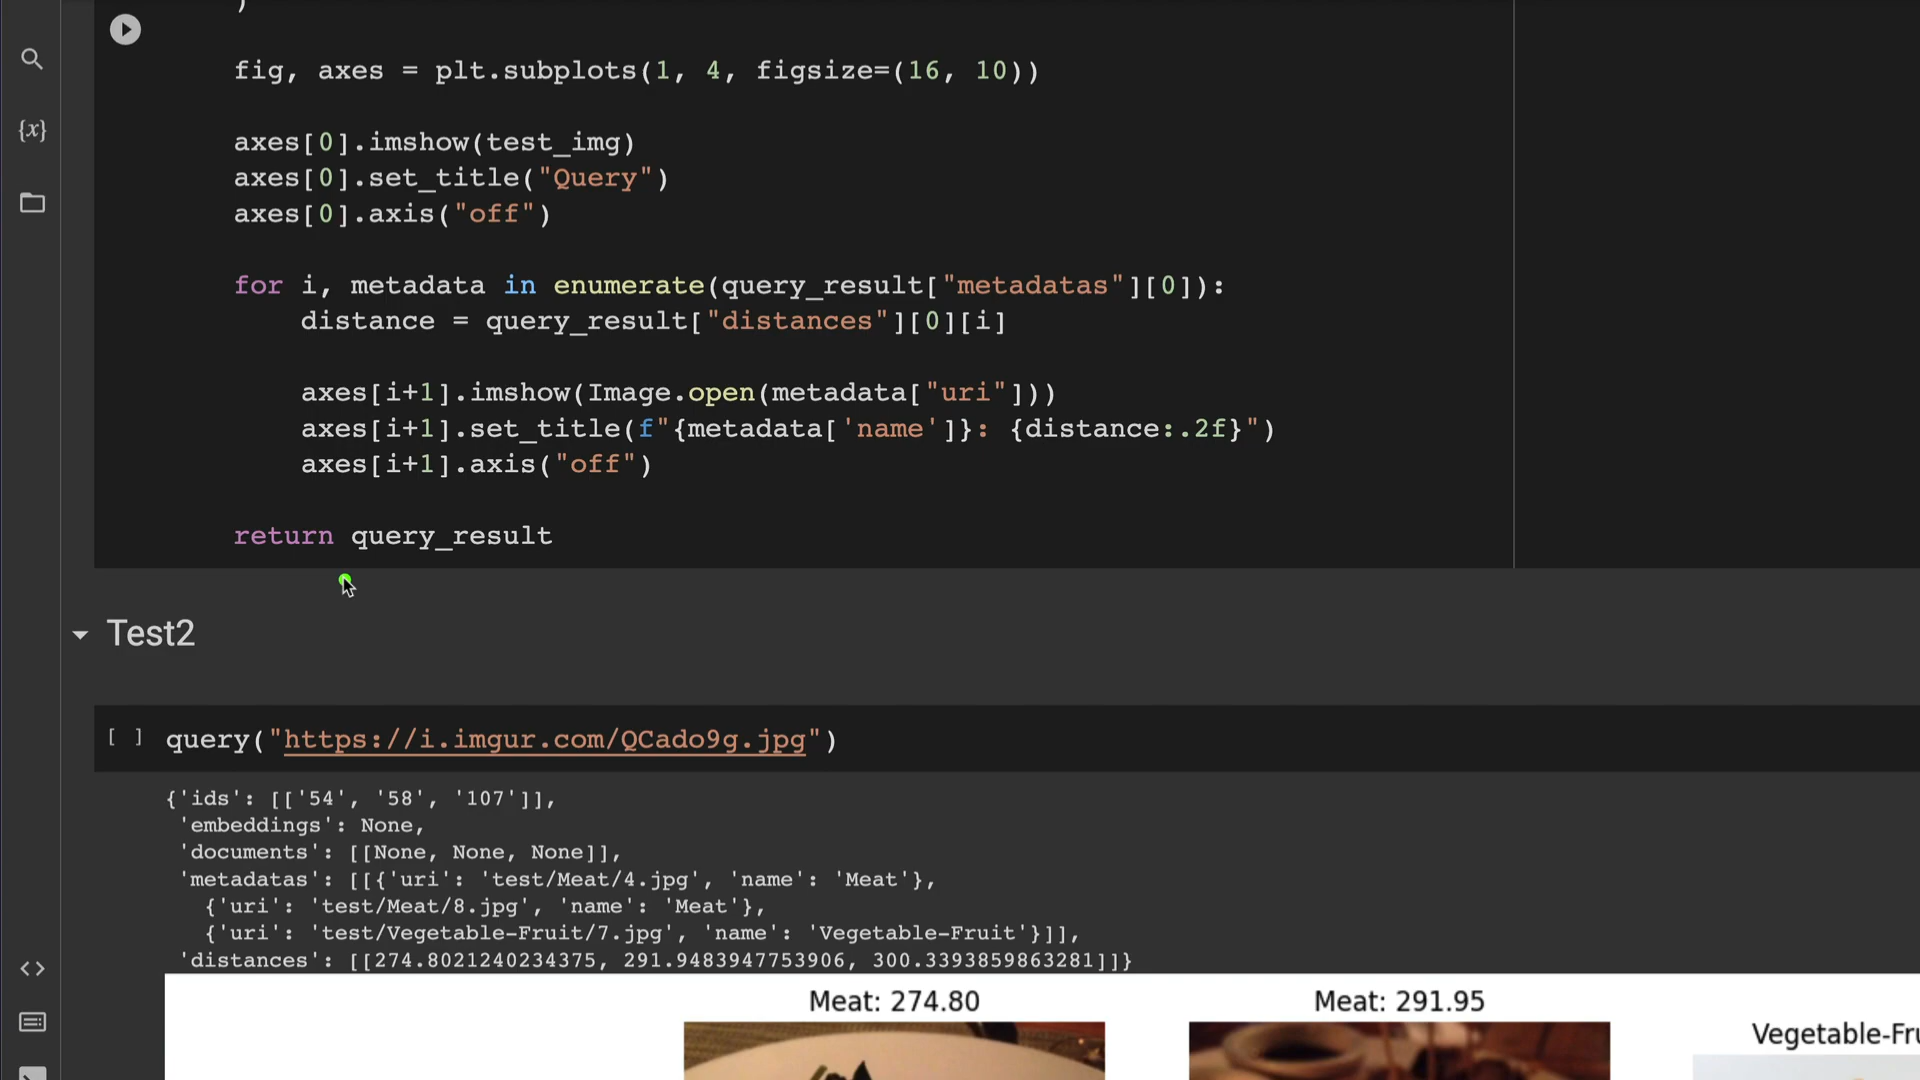 )
fig, axes = plt.subplots(1, 4, figsize=(16, 10))
axes[0].imshow(test_img)
axes[0].set_title("Query")
axes[0].axis("off")
for i, metadata in enumerate(query_result["metadatas"][0]):
distance = query_result["distances"][0][i]
axes[i+1].imshow(Image.open(metadata["uri"]))
axes[i+1].set_title(f"{metadata['name']}: {distance:.2f}")
axes[i+1].axis("off")
return query_result
Test2
[ ] query("https://i.imgur.com/QCado9g.jpg")
{'ids': [['54', '58', '107']],
'embeddings': None,
'documents': [[None, None, None]],
'metadatas': [[{'uri': 'test/Meat/4.jpg', 'name': 'Meat'},
{'uri': 'test/Meat/8.jpg', 'name': 'Meat'},
{'uri': 'test/Vegetable-Fruit/7.jpg', 'name': 'Vegetable-Fruit'}]],
'distances': [[274.8021240234375, 291.9483947753906, 300.3393859863281]]}
Meat: 274.80 Meat: 291.95
Vegetable-Fru